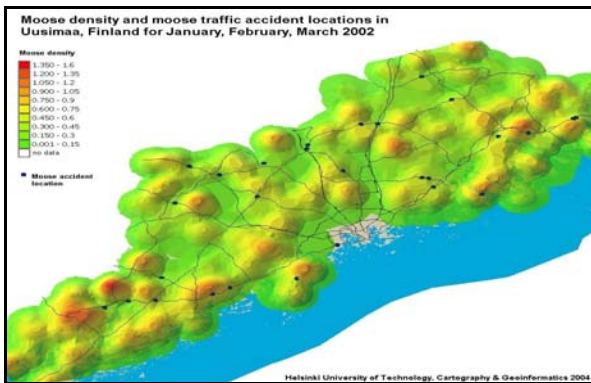 Moose density and moose traffic accident locations in
Uusimaa, Finland for January, February, March 2002
Moose density
1.350 - 1.6
1.200 - 1.35
1.050 - 1.2
0.900 - 1.05
0.750 - 0.9
0.600 - 0.75
0.450 - 0.6
0.300 - 0.45
0.150 - 0.3
0.001 - 0.15
no data
Moose accident
location
Helsinki University of Technology, Cartography & Geoinformatics 2004